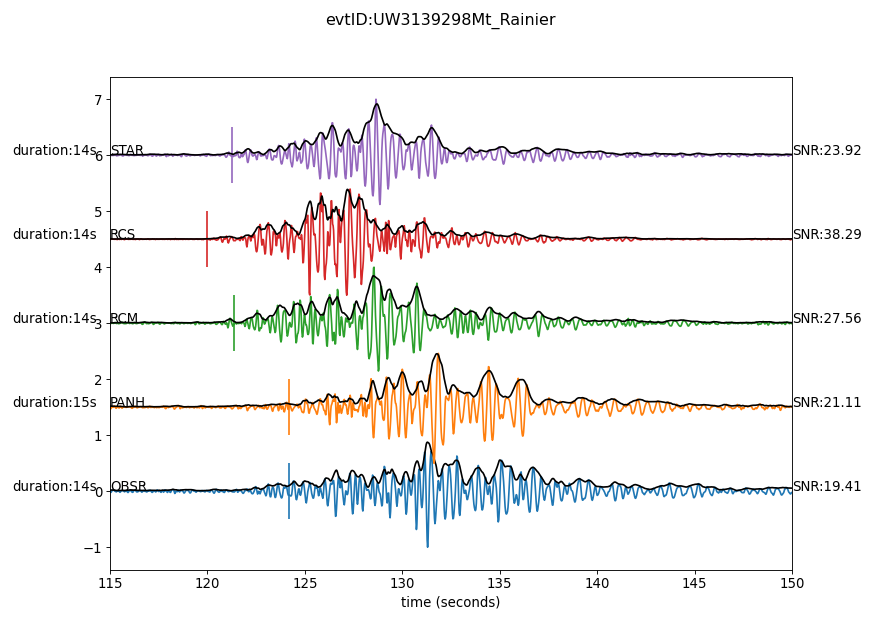 evtID:UW3139298Mt_Rainier
7
duration:14s STAR SNR:23.92
6
5
duration:14s RCS SNR:38.29
4
duration:14s RCM SNR:27.56
3
2
duration:15s PANH SNR:21.11
1
duration:14s OBSR SNR:19.41
0
−1
115 120 125 130 135 140 145 150
time (seconds)